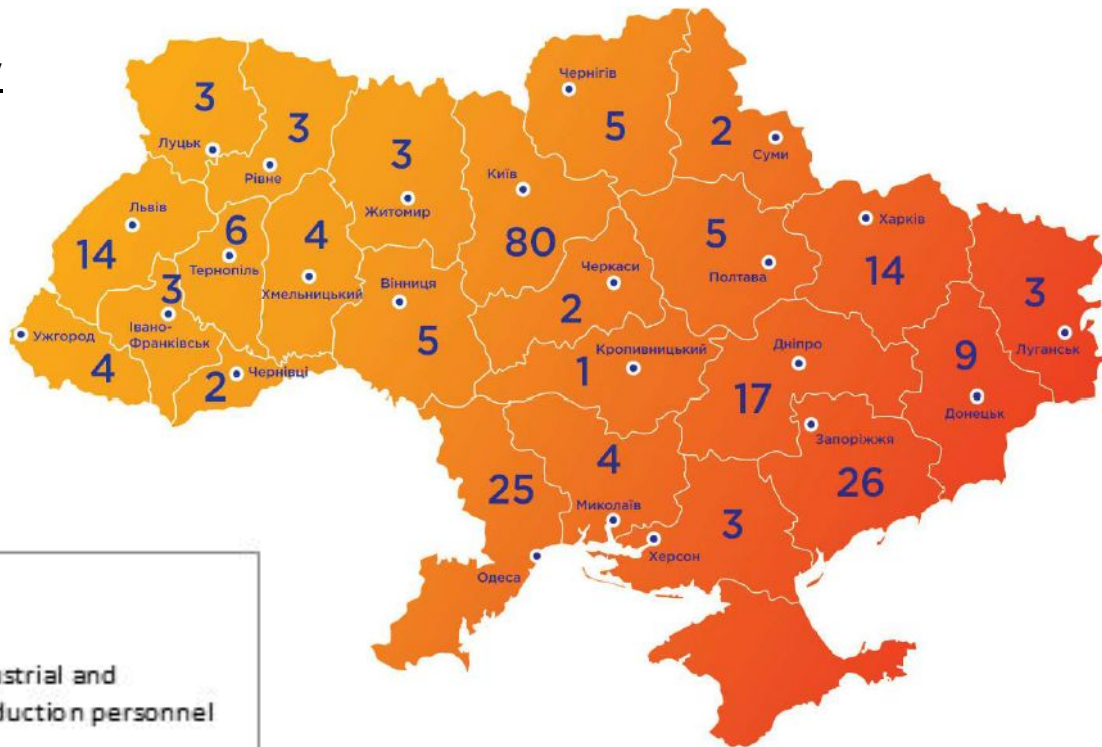 Чернігів
3
5
2
3
Суми
Луцьк
3
Рівне
Київ
Житомир
Львів
6
4
80
5
Харків
14
Тернопіль
Хмельницький
Вінниця
Черкаси
Полтава
14
3
3
Ужгород
Івано-
Франківськ
5
2
Кропивницький
Дніпро
9
Луганськ
4
2
Чернівці
1
17
Донецьк
Запоріжжя
25
4
26
Миколаїв
3
Херсон
Одеса
and
personnel